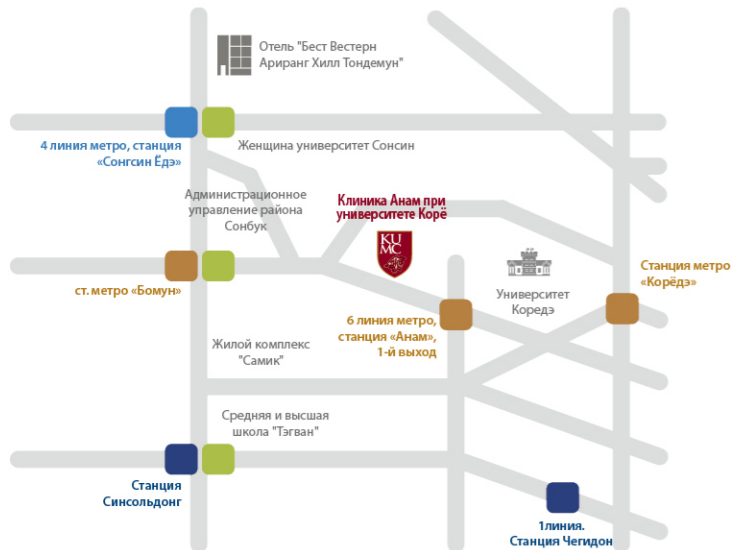 Отель "Бест Вестерн
Ариранг Хилл Тондемун"
4 линия метро, станция
«Сонгсин Ёдэ»
Женщина университет Сонсин
Администрационное
управление района
Сонбук
Клиника Анам при
университете Корё
KU
MC
Станция метро
«Корёдэ»
ст. метро «Бомун»
Университет
Коредэ
6 линия метро,
станция «Анам»,
1-й выход
Жилой комплекс
"Самик"
Средняя и высшая
школа "Тэгван"
Станция
Синсольдонг
1линия.
Станция Чегидон